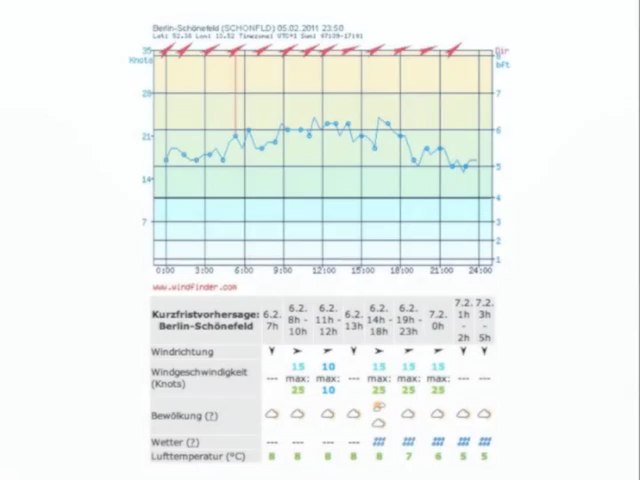 Berlin-Schönefeld (SCHONFLD) 05.02.2011 23:50
35
Knots
Dir
bft
28
7
21
6
5
14
4
7
3
2
1
0:00 3:00 6:00 9:00 12:00 15:00 18:00 21:00 24:00
www.windfinder.com
Kurzfristvorhersage: Berlin-Schönefeld
6.2. 7h
6.2. 8h - 10h
6.2. 11h - 12h
6.2. 13h
6.2. 14h - 18h
6.2. 19h - 23h
7.2. 0h
7.2. 1h - 2h
7.2. 3h - 5h
Windrichtung
Windgeschwindigkeit (Knots)
--- 15 max: 25 10 max: 10 --- 15 max: 25 15 max: 25 15 max: 25 --- ---
Bewölkung (?)
Wetter (?) --- --- --- ---
Lufttemperatur (°C) 8 8 8 8 8 7 6 5 5